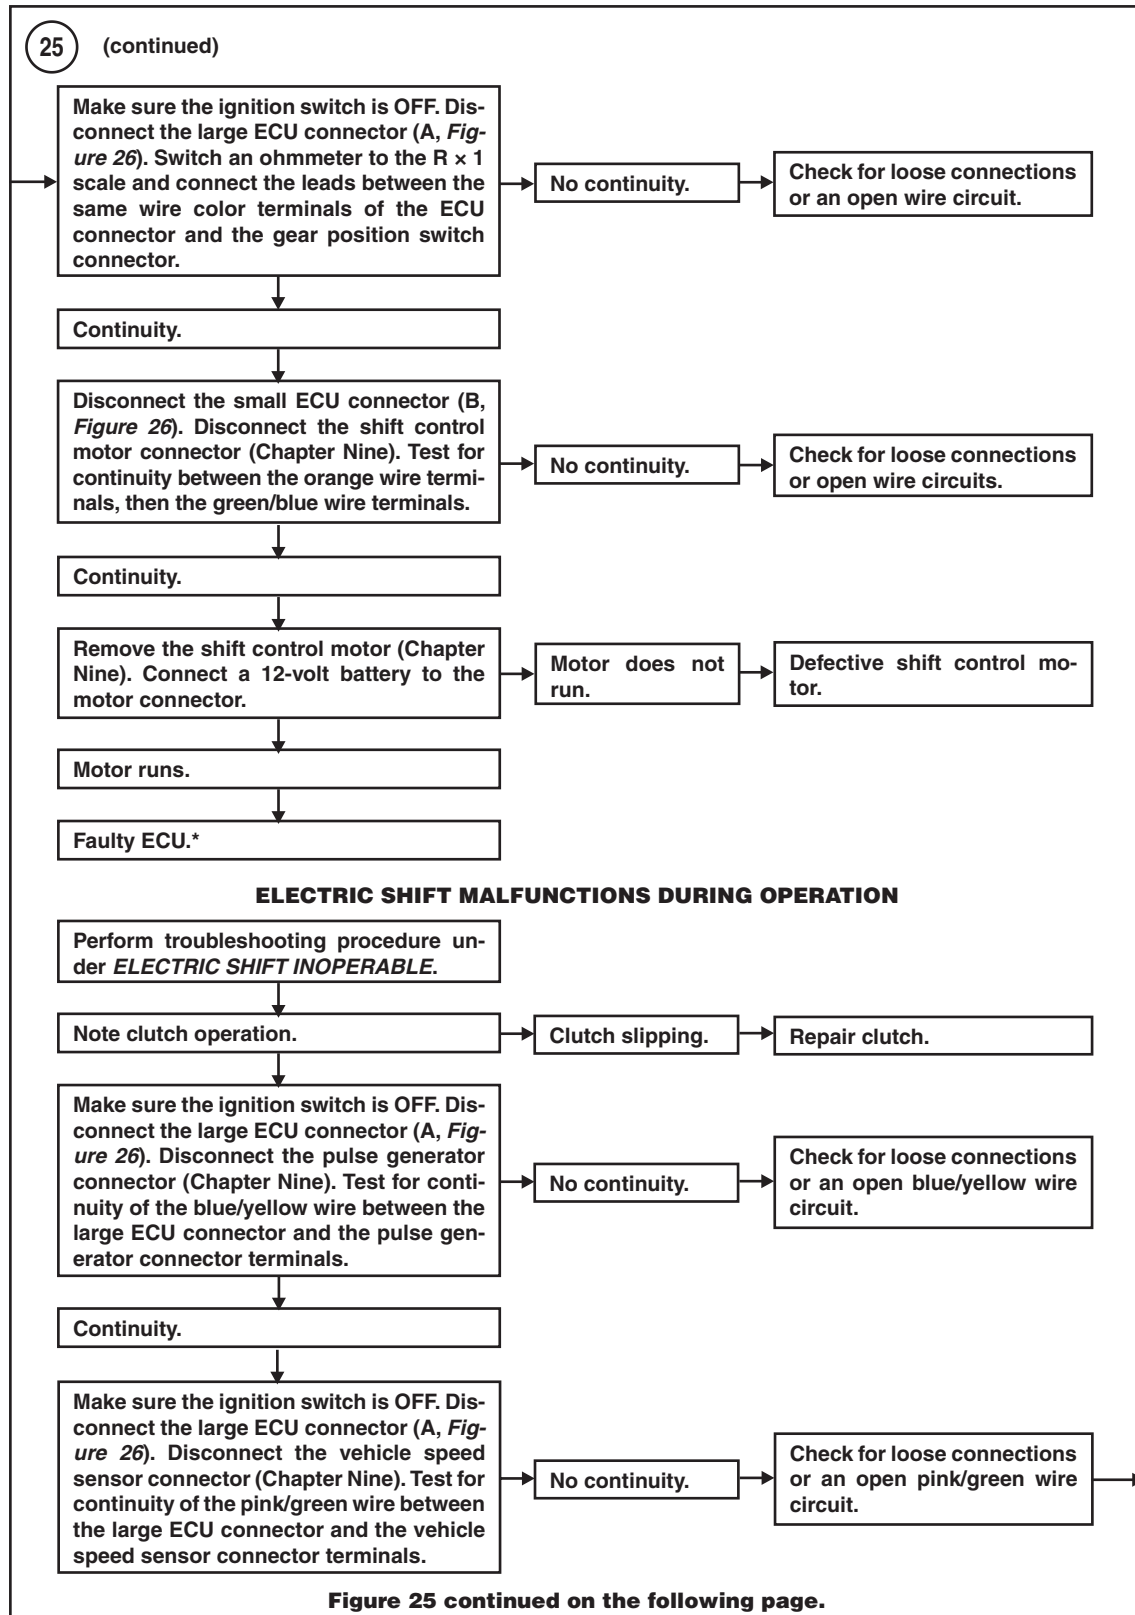 25 (continued)
Make sure the ignition switch is OFF. Dis-
connect the large ECU connector (A, Fig-
ure 26). Switch an ohmmeter to the R × 1
scale and connect the leads between the
same wire color terminals of the ECU
connector and the gear position switch
connector.
No continuity.
Check for loose connections
or an open wire circuit.
Continuity.
Disconnect the small ECU connector (B,
Figure 26). Disconnect the shift control
motor connector (Chapter Nine). Test for
continuity between the orange wire termi-
nals, then the green/blue wire terminals.
No continuity.
Check for loose connections
or open wire circuits.
Continuity.
Remove the shift control motor (Chapter
Nine). Connect a 12-volt battery to the
motor connector.
Motor does not
run.
Defective shift control mo-
tor.
Motor runs.
Faulty ECU.*
ELECTRIC SHIFT MALFUNCTIONS DURING OPERATION
Perform troubleshooting procedure un-
der ELECTRIC SHIFT INOPERABLE.
Note clutch operation.
Clutch slipping.
Repair clutch.
Make sure the ignition switch is OFF. Dis-
connect the large ECU connector (A, Fig-
ure 26). Disconnect the pulse generator
connector (Chapter Nine). Test for conti-
nuity of the blue/yellow wire between the
large ECU connector and the pulse gen-
erator connector terminals.
No continuity.
Check for loose connections
or an open blue/yellow wire
circuit.
Continuity.
Make sure the ignition switch is OFF. Dis-
connect the large ECU connector (A, Fig-
ure 26). Disconnect the vehicle speed
sensor connector (Chapter Nine). Test for
continuity of the pink/green wire between
the large ECU connector and the vehicle
speed sensor connector terminals.
No continuity.
Check for loose connections
or an open pink/green wire
circuit.
Figure 25 continued on the following page.